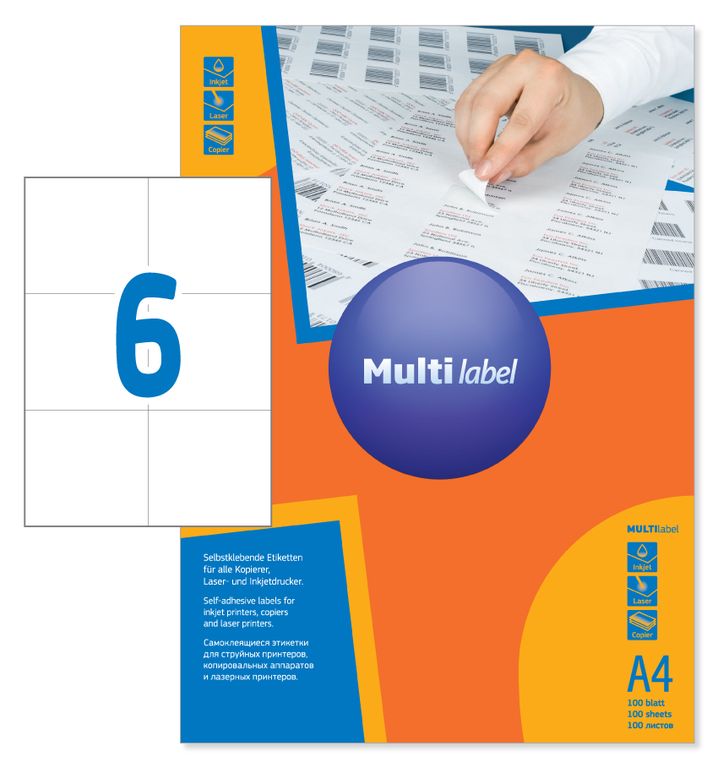 Inkjet
Laser
Copier
6
Multi label
Selbstklebende Etiketten
für alle Kopierer,
Laser- und Inkjetdrucker.
Self-adhesive labels for
inkjet printers, copiers
and laser printers.
Самоклеящиеся этикетки
для струйных принтеров,
копировальных аппаратов
и лазерных принтеров.
MULTIlabel
Inkjet
Laser
Copier
A4
100 blatt
100 sheets
100 листов